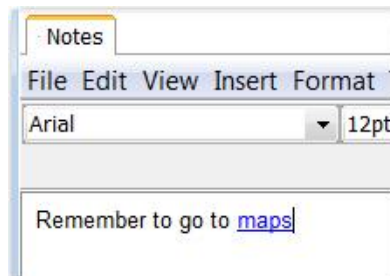 Notes
File Edit View Insert Format
Arial 12pt
Remember to go to maps